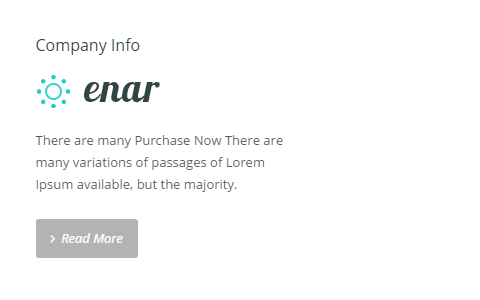 Company Info
enar
There are many Purchase Now There are
many variations of passages of Lorem
Ipsum available, but the majority.
Read More